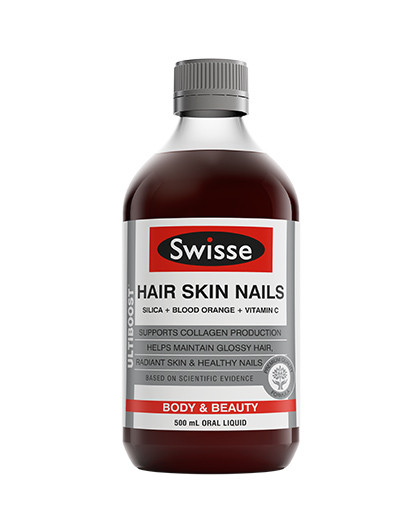 Swisse
ULTIBOOST
HAIR SKIN NAILS
SILICA + BLOOD ORANGE + VITAMIN C
SUPPORTS COLLAGEN PRODUCTION
HELPS MAINTAIN GLOSSY HAIR,
RADIANT SKIN & HEALTHY NAILS
BASED ON SCIENTIFIC EVIDENCE
BODY & BEAUTY
500 mL ORAL LIQUID